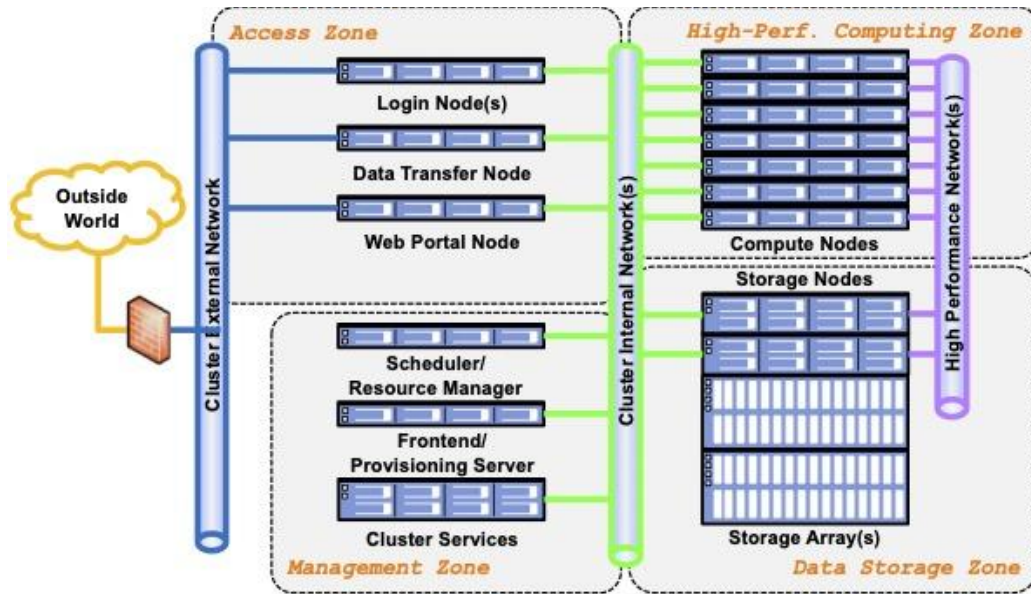 Access Zone
High-Perf. Computing Zone
Login Node(s)
Data Transfer Node
Web Portal Node
Outside
World
Cluster External Network
Cluster Internal Network(s)
High Performance Network(s)
Compute Nodes
Storage Nodes
Scheduler/
Resource Manager
Frontend/
Provisioning Server
Cluster Services
Storage Array(s)
Management Zone
Data Storage Zone